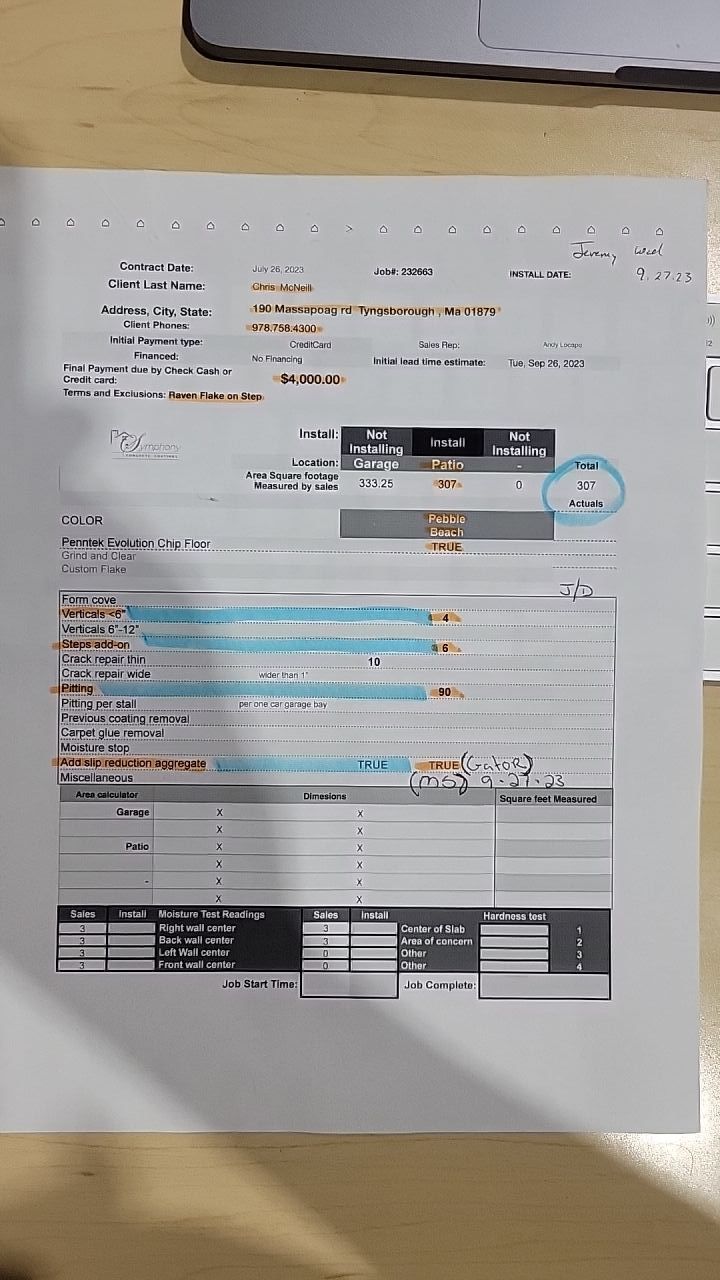 Jeremy Wed
Contract Date: July 26, 2023 Job#: 232663 INSTALL DATE: 9.27.23
Client Last Name: Chris McNeill
Address, City, State: 190 Massapoag rd Tyngsborough , Ma 01879
Client Phones: 978.758.4300
Initial Payment type: CreditCard Sales Rep: Andy Locapo
Financed: No Financing Initial lead time estimate: Tue, Sep 26, 2023
Final Payment due by Check Cash or
Credit card: $4,000.00
Terms and Exclusions: Raven Flake on Step
Symphony
CONCRETE COATINGS
Install: Not Installing Install Not Installing
Location: Garage Patio - Total
Area Square footage
Measured by sales 333.25 307 0 307
Actuals
COLOR Pebble Beach
Penntek Evolution Chip Floor TRUE
Grind and Clear
Custom Flake
J/D
Form cove
Verticals <6" 4
Verticals 6"-12"
Steps add-on 6
Crack repair thin 10
Crack repair wide wider than 1"
Pitting 90
Pitting per stall per one car garage bay
Previous coating removal
Carpet glue removal
Moisture stop
Add slip reduction aggregate TRUE TRUE (GatoR)
Miscellaneous (MS) 9.27.23
Area calculator Dimesions Square feet Measured
Garage X X
X X
Patio X X
X X
- X X
X X
Sales Install Moisture Test Readings Sales Install Hardness test
3 Right wall center 3 Center of Slab 1
3 Back wall center 3 Area of concern 2
3 Left Wall center 0 Other 3
3 Front wall center 0 Other 4
Job Start Time: Job Complete: